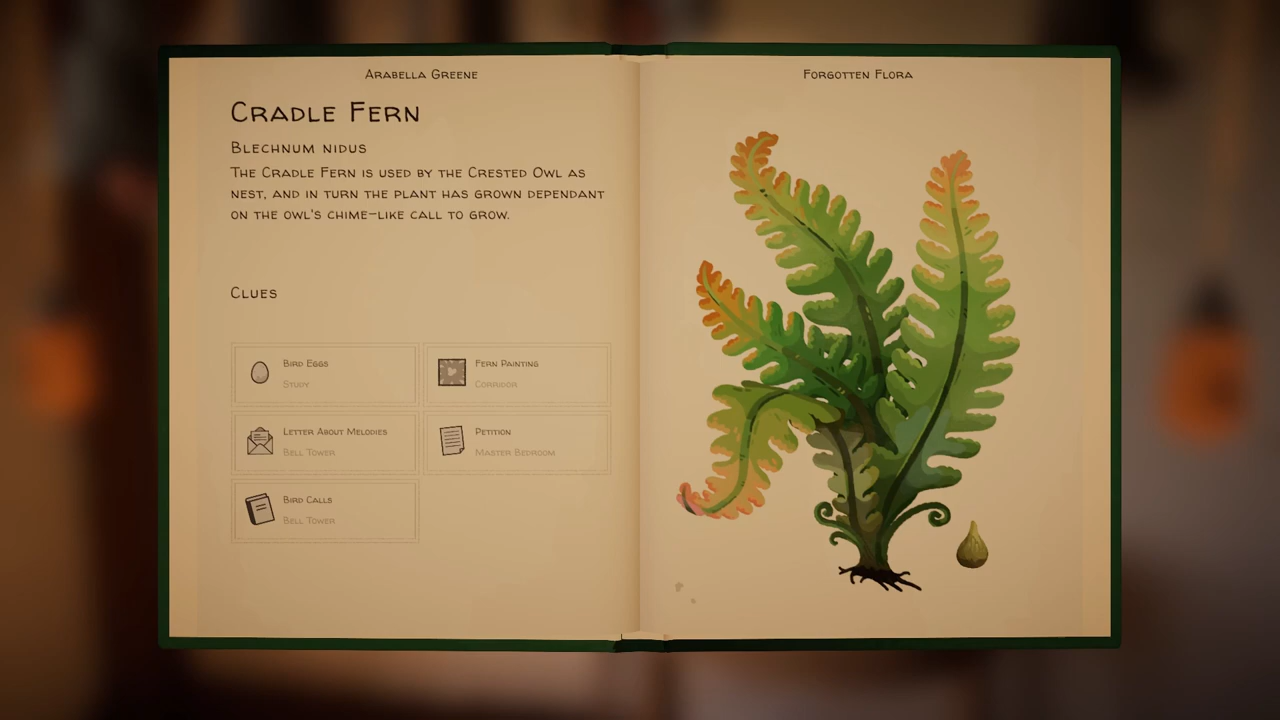 Arabella Greene
Forgotten Flora
Cradle Fern
Blechnum nidus
The Cradle Fern is used by the Crested Owl as
nest, and in turn the plant has grown dependant
on the owl's chime-like call to grow.
Clues
Bird Eggs
Study
Fern Painting
Corridor
Letter About Melodies
Bell Tower
Petition
Master Bedroom
Bird Calls
Bell Tower